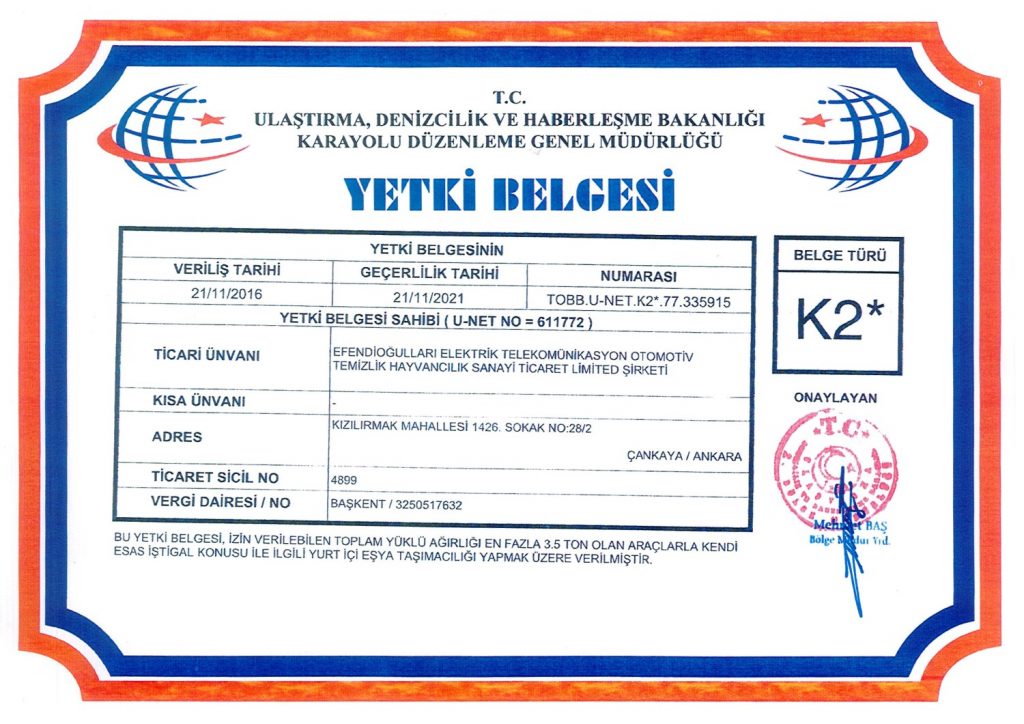 T.C.
ULAŞTIRMA, DENİZCİLİK VE HABERLEŞME BAKANLIĞI
KARAYOLU DÜZENLEME GENEL MÜDÜRLÜĞÜ
YETKİ BELGESİ
YETKİ BELGESİNİN
VERİLİŞ TARİHİ GEÇERLİLİK TARİHİ NUMARASI
21/11/2016 21/11/2021 TOBB.U-NET.K2*.77.335915
YETKİ BELGESİ SAHİBİ ( U-NET NO = 611772 )
TİCARİ ÜNVANI
EFENDİOĞULLARI ELEKTRİK TELEKOMÜNİKASYON OTOMOTİV
TEMİZLİK HAYVANCILIK SANAYİ TİCARET LİMİTED ŞİRKETİ
KISA ÜNVANI -
ADRES
KIZILIRMAK MAHALLESİ 1426. SOKAK NO:28/2
ÇANKAYA / ANKARA
TİCARET SİCİL NO 4899
VERGİ DAİRESİ / NO BAŞKENT / 3250517632
BU YETKİ BELGESİ, İZİN VERİLEBİLEN TOPLAM YÜKLÜ AĞIRLIĞI EN FAZLA 3.5 TON OLAN ARAÇLARLA KENDİ
ESAS İŞTİGAL KONUSU İLE İLGİLİ YURT İÇİ EŞYA TAŞIMACILIĞI YAPMAK ÜZERE VERİLMİŞTİR.
BELGE TÜRÜ
K2*
ONAYLAYAN
T.C.
Mehmet BAŞ
Bölge Müdür Yrd.